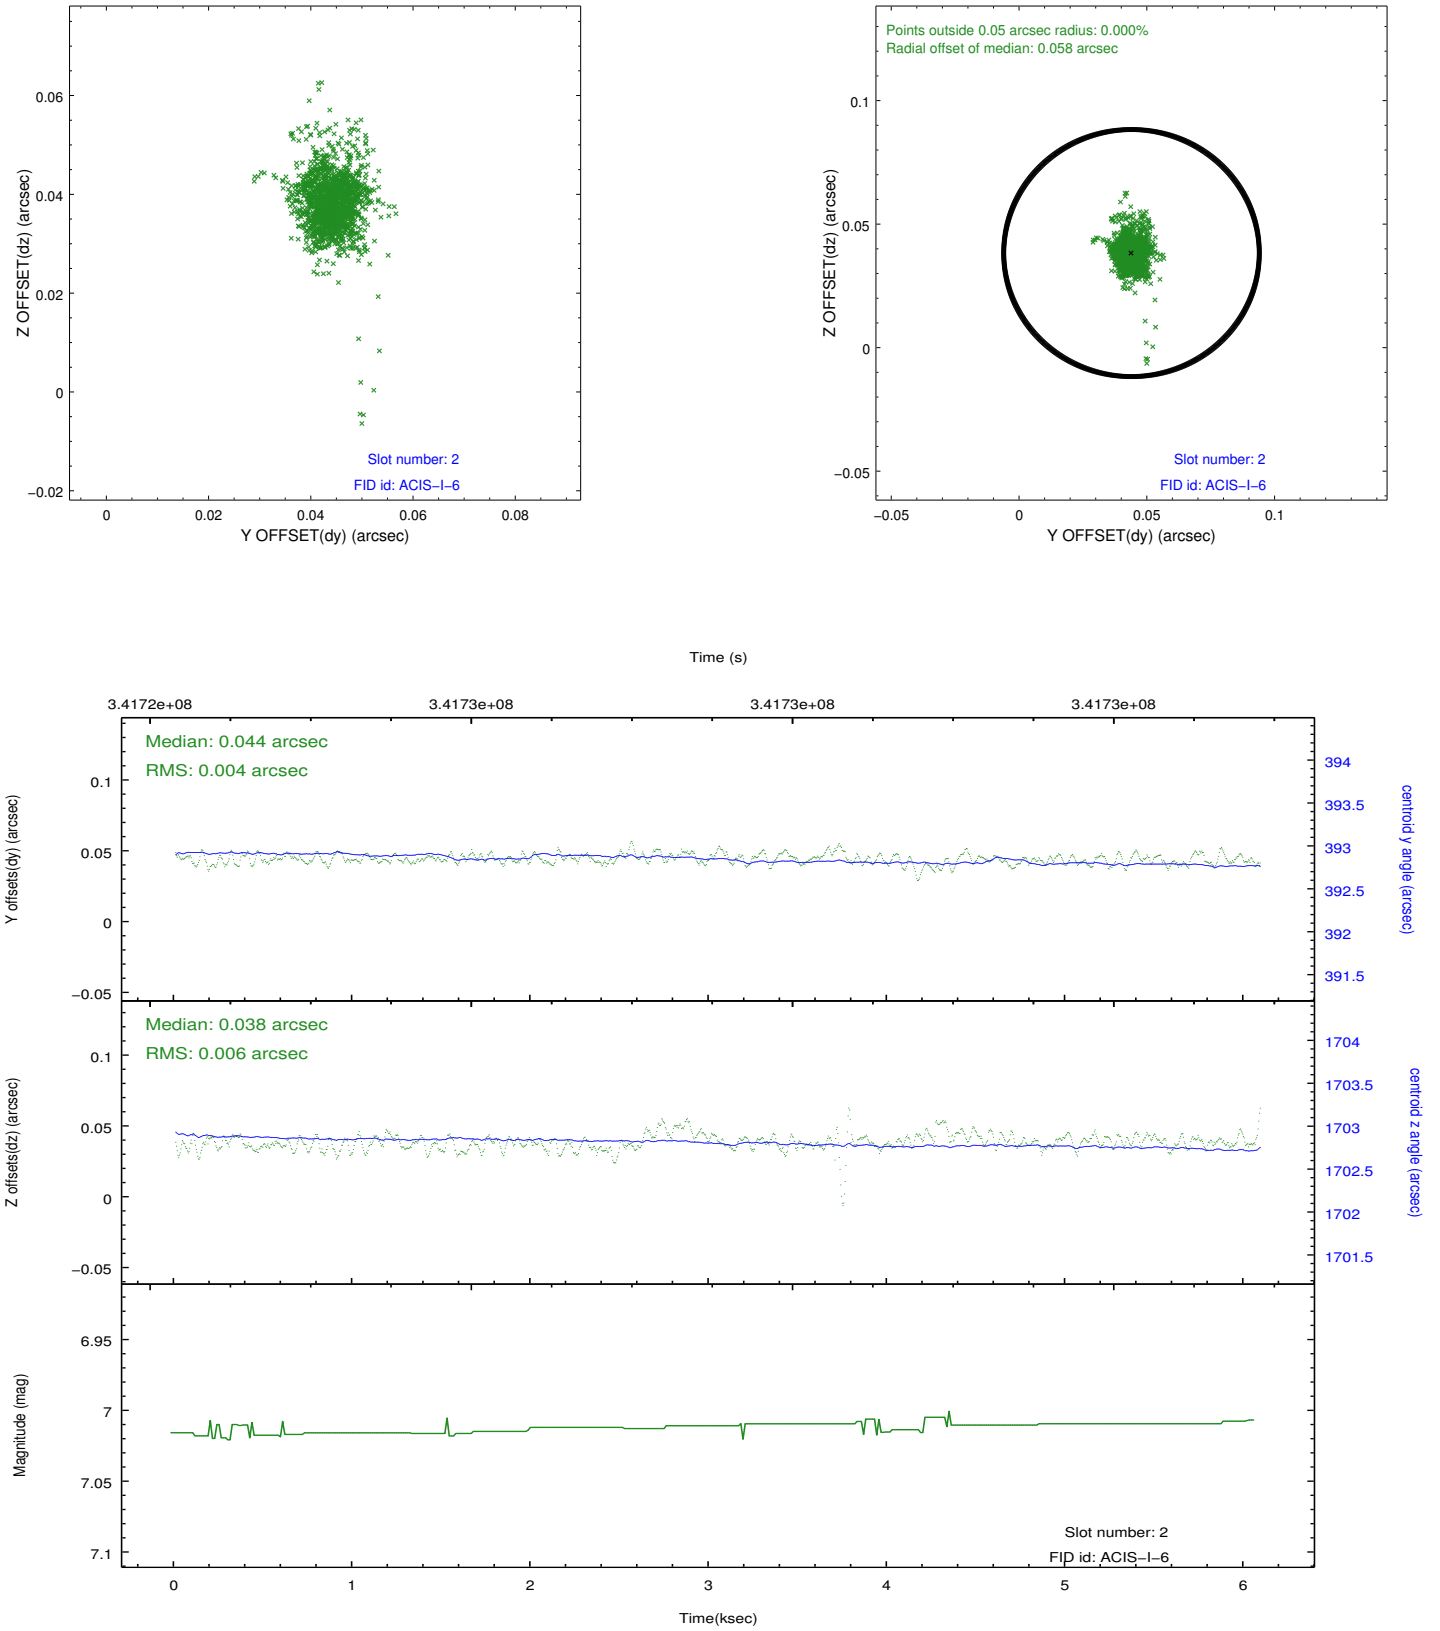 0.06
0.04
0.02
0
−0.02
Z OFFSET(dz) (arcsec)
Slot number: 2
FID id: ACIS−I−6
0 0.02 0.04 0.06 0.08
Y OFFSET(dy) (arcsec)
Points outside 0.05 arcsec radius: 0.000%
Radial offset of median: 0.058 arcsec
0.1
0.05
0
−0.05
Z OFFSET(dz) (arcsec)
Slot number: 2
FID id: ACIS−I−6
−0.05 0 0.05 0.1
Y OFFSET(dy) (arcsec)
Time (s)
3.4172e+08 3.4173e+08 3.4173e+08 3.4173e+08
Median: 0.044 arcsec
RMS: 0.004 arcsec
0.1
0.05
0
−0.05
Y offsets(dy) (arcsec)
394
393.5
393
392.5
392
391.5
centroid y angle (arcsec)
Median: 0.038 arcsec
RMS: 0.006 arcsec
0.1
0.05
0
−0.05
Z offsets(dz) (arcsec)
1704
1703.5
1703
1702.5
1702
1701.5
centroid z angle (arcsec)
6.95
7
7.05
7.1
Magnitude (mag)
Slot number: 2
FID id: ACIS−I−6
0 1 2 3 4 5 6
Time(ksec)